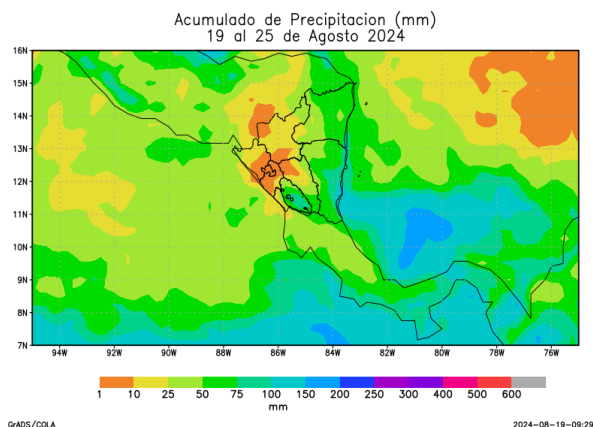 Acumulado de Precipitacion (mm)
19 al 25 de Agosto 2024
16N
15N
14N
13N
12N
11N
10N
9N
8N
7N
94W 92W 90W 88W 86W 84W 82W 80W 78W 76W
1 10 25 50 75 100 150 200 250 300 400 500 600
mm
GrADS/COLA 2024-08-19-09:29